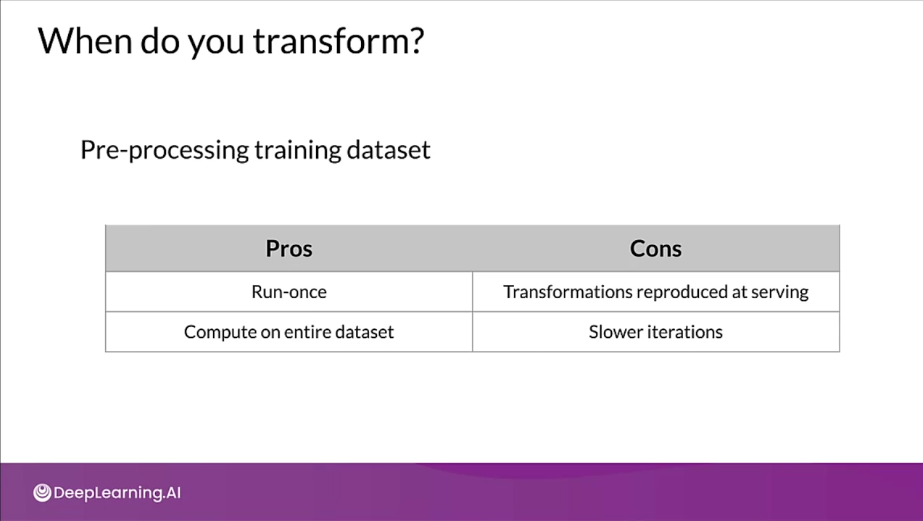 When do you transform?
Pre-processing training dataset
Pros Cons
Run-once Transformations reproduced at serving
Compute on entire dataset Slower iterations
DeepLearning.AI